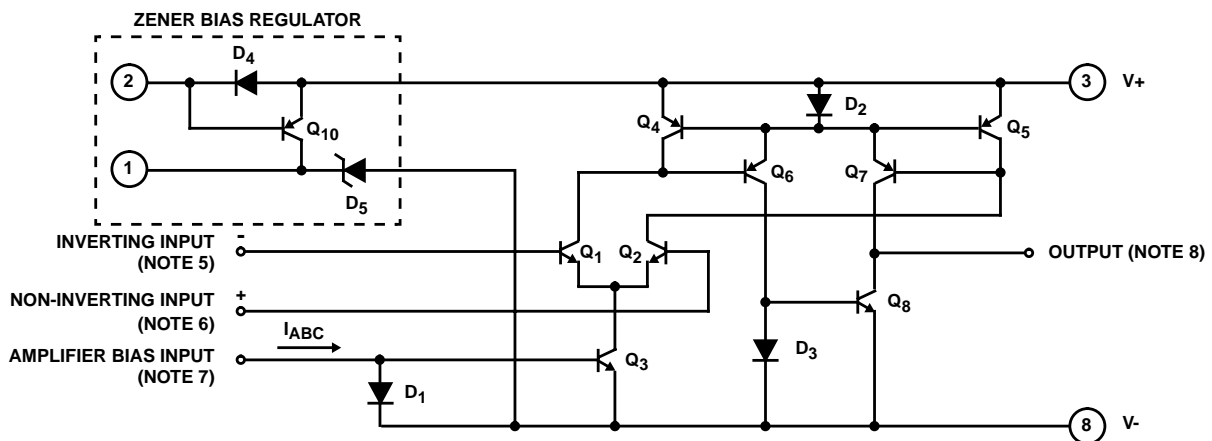 ZENER BIAS REGULATOR
D4
2
3 V+
D2
Q10
Q4
Q5
1
Q6
Q7
D5
INVERTING INPUT -
(NOTE 5)
Q1
Q2
OUTPUT (NOTE 8)
NON-INVERTING INPUT +
(NOTE 6)
Q8
IABC
AMPLIFIER BIAS INPUT
(NOTE 7)
Q3
D3
D1
8 V-